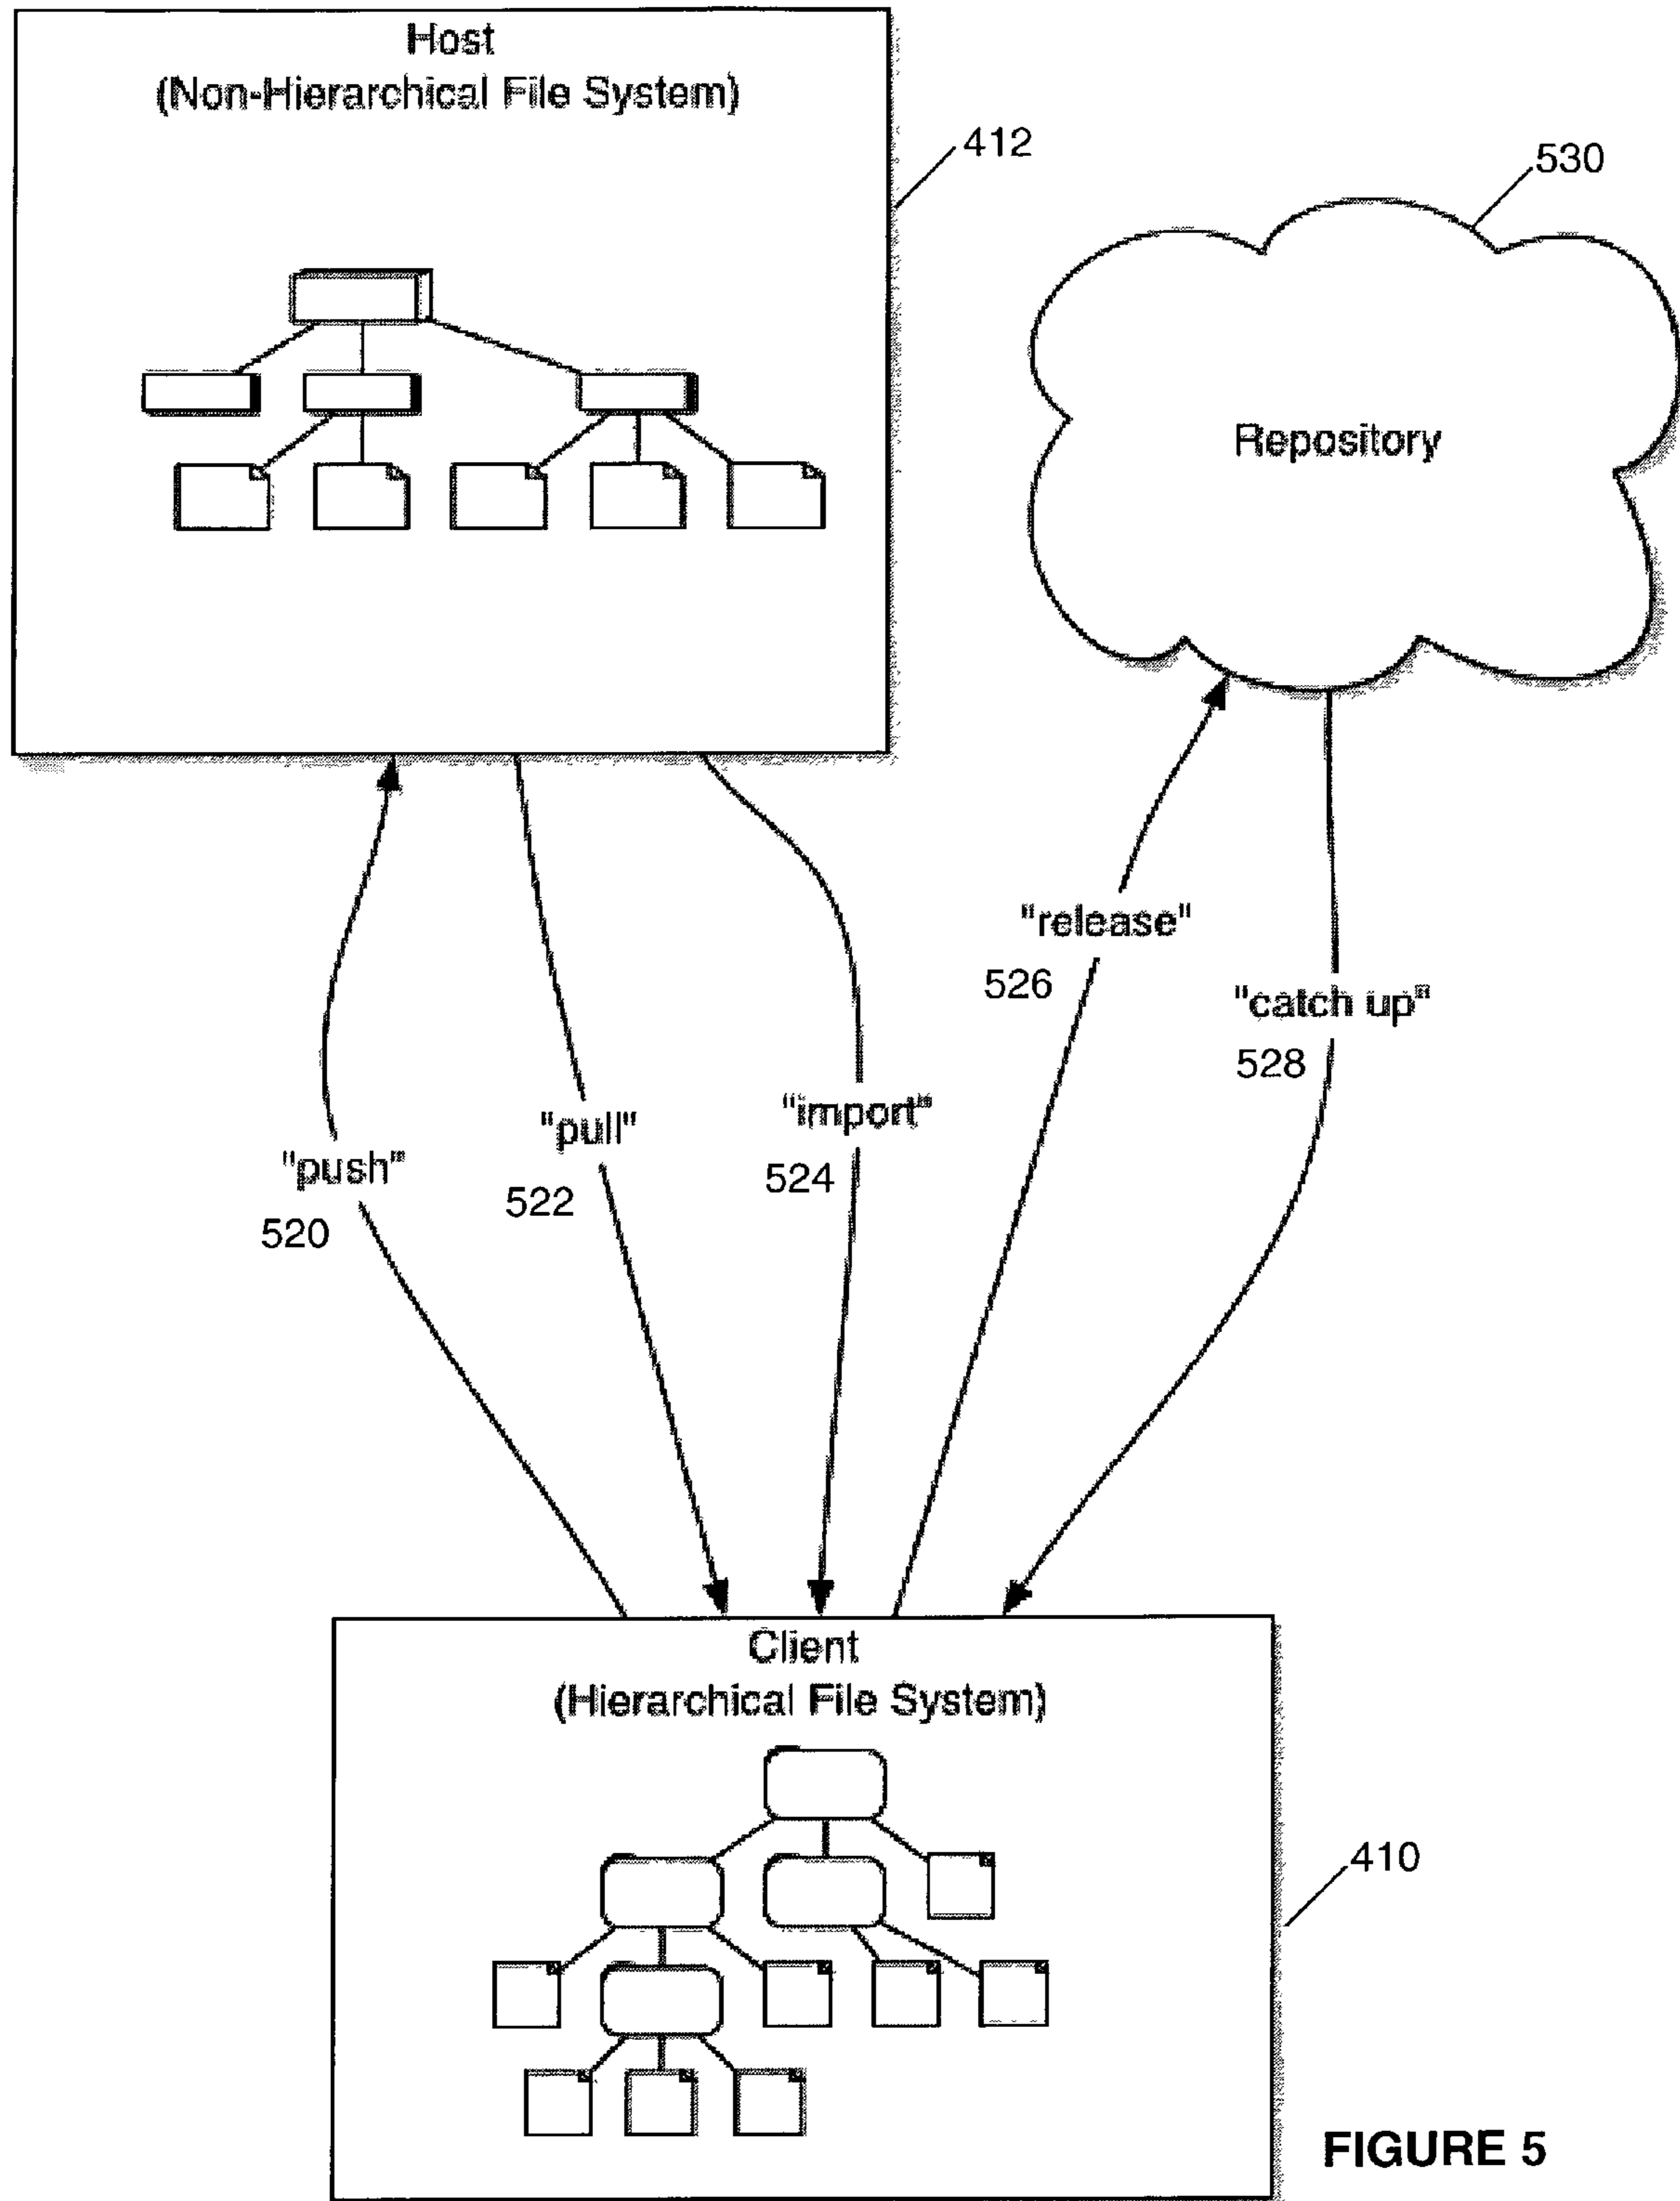 Host
(Non-Hierarchical File System)
412
530
Repository
"release"
526
"catch up"
528
"import"
524
"pull"
522
"push"
520
Client
(Hierarchical File System)
410
FIGURE 5